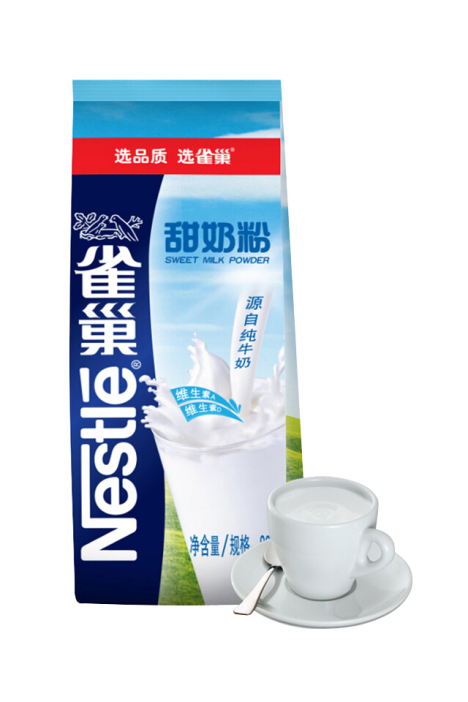 选品质 选雀巢®
雀巢
Nestlé®
甜奶粉
SWEET MILK POWDER
源自纯牛奶
维生素A
维生素D
净含量/规格